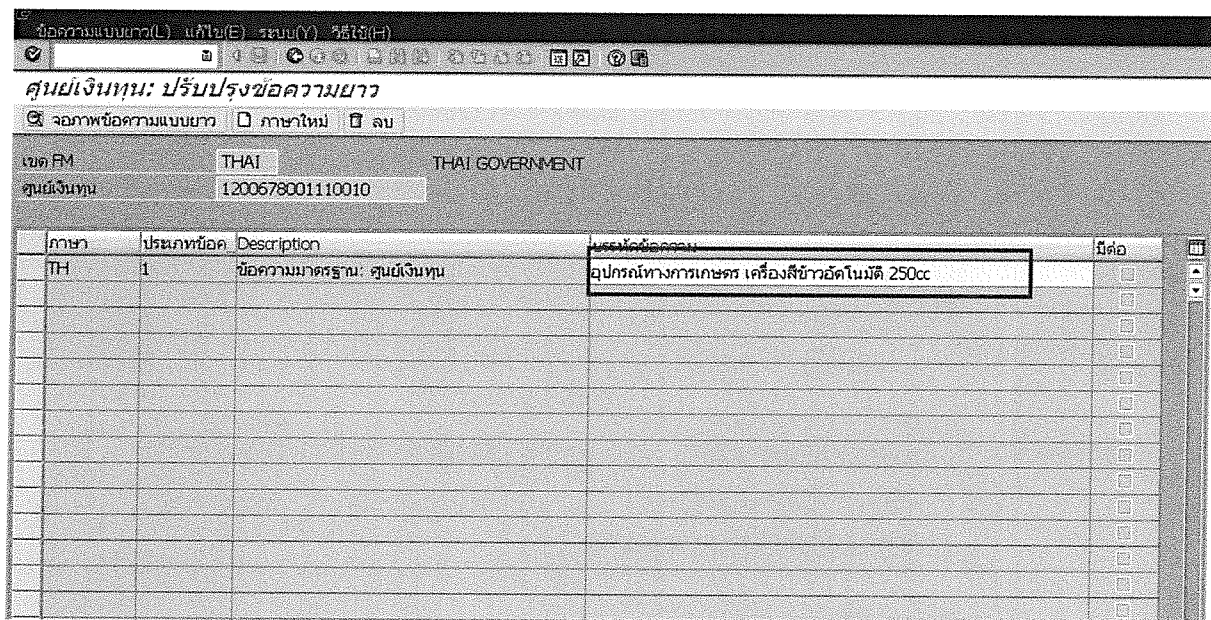 ข้อความแบบยาว(L) แก้ไข(E) ระบบ(Y) วิธีใช้(H)
ศูนย์เงินทุน: ปรับปรุงข้อความยาว
จอภาพข้อความแบบยาว ภาษาใหม่ ลบ
เขต FM THAI THAI GOVERNMENT
ศูนย์เงินทุน 1200678001110010
ภาษา ประเภทข้อค Description บรรทัดข้อความ มีต่อ
TH 1 ข้อความมาตรฐาน: ศูนย์เงินทุน อุปกรณ์ทางการเกษตร เครื่องสีข้าวอัตโนมัติ 250cc